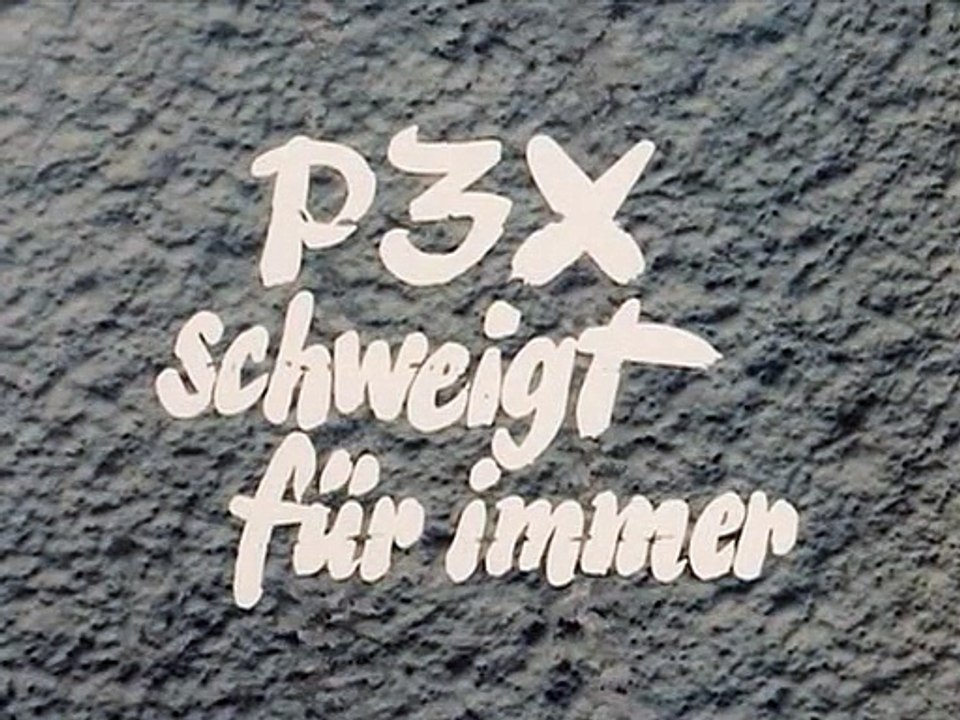 P3X
schweigt
für immer